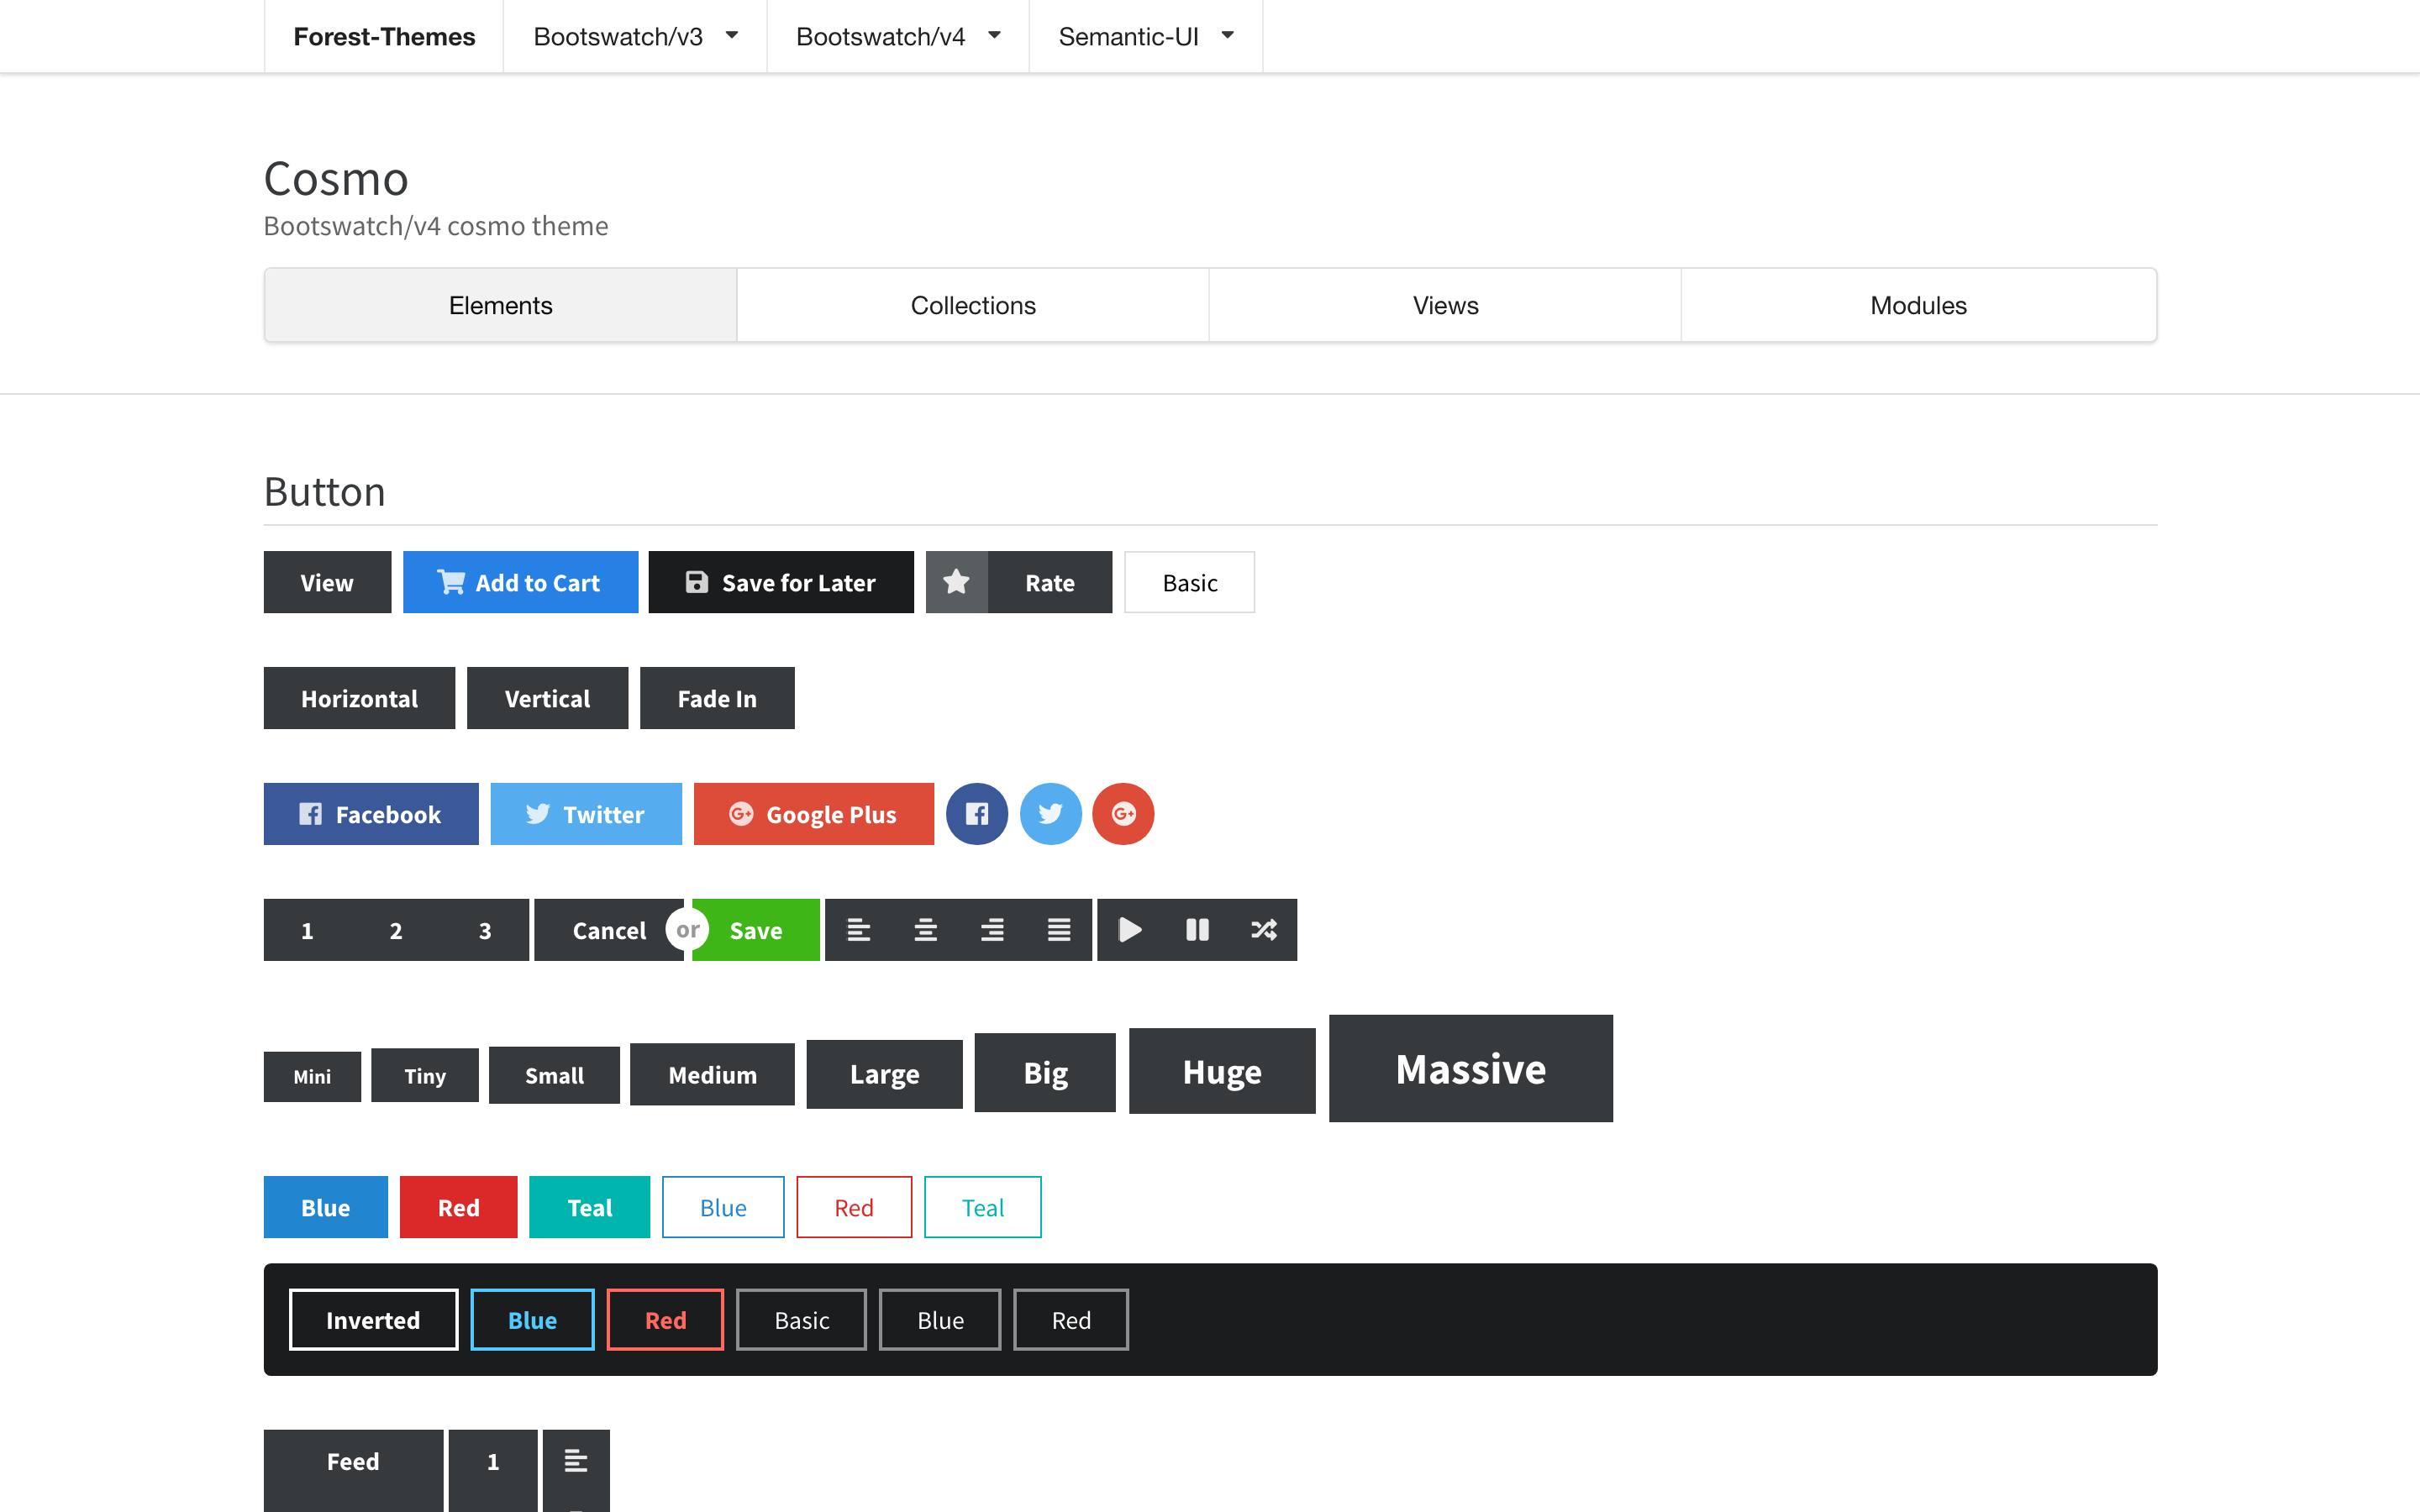 Forest-Themes Bootswatch/v3 Bootswatch/v4 Semantic-UI
Cosmo
Bootswatch/v4 cosmo theme
Elements Collections Views Modules
Button
View Add to Cart Save for Later Rate Basic
Horizontal Vertical Fade In
Facebook Twitter Google Plus
1 2 3 Cancel or Save
Mini Tiny Small Medium Large Big Huge Massive
Blue Red Teal Blue Red Teal
Inverted Blue Red Basic Blue Red
Feed 1